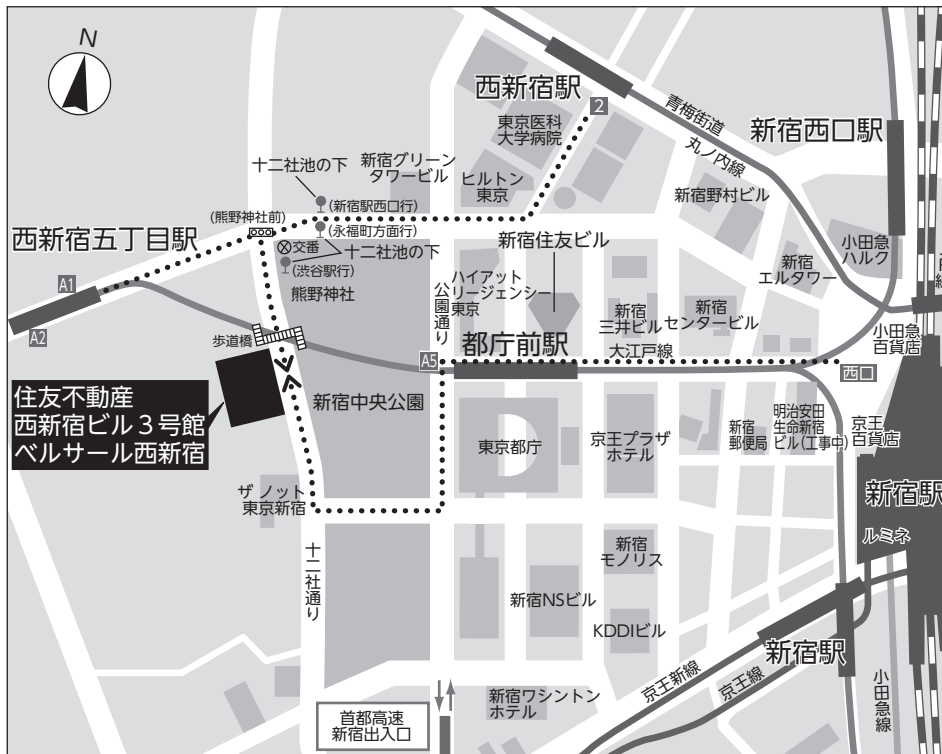 N
西新宿駅
2
東京医科
大学病院
青梅街道
丸ノ内線
新宿西口駅
十二社池の下
新宿グリーン
タワービル
ヒルトン
東京
新宿野村ビル
(新宿駅西口行)
(熊野神社前)
(永福町方面行)
西新宿五丁目駅
交番
十二社池の下
(渋谷駅行)
熊野神社
新宿住友ビル
小田急
ハルク
新宿
エルタワー
A1
A2
ハイアット
リージェンシー
東京
公園通り
新宿
三井ビル
新宿
センタービル
小田急
百貨店
歩道橋
都庁前駅
大江戸線
A5
西口
住友不動産
西新宿ビル3号館
ベルサール西新宿
新宿中央公園
東京都庁
京王プラザ
ホテル
新宿
郵便局
明治安田
生命新宿
ビル(工事中)
京王
百貨店
ザ ノット
東京新宿
新宿駅
ルミネ
十二社通り
新宿
モノリス
新宿NSビル
KDDIビル
新宿駅
京王新線
京王線
小田急線
新宿ワシントン
ホテル
首都高速
新宿出入口